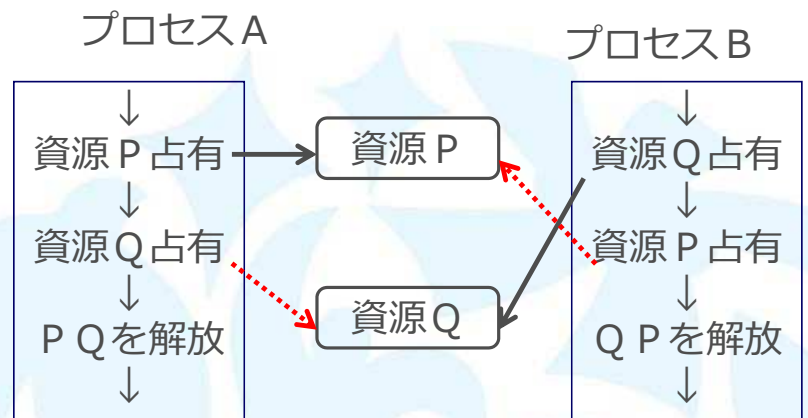 プロセスA
↓
資源P占有
↓
資源Q占有
↓
PQを解放
↓
資源P
資源Q
プロセスB
↓
資源Q占有
↓
資源P占有
↓
QPを解放
↓